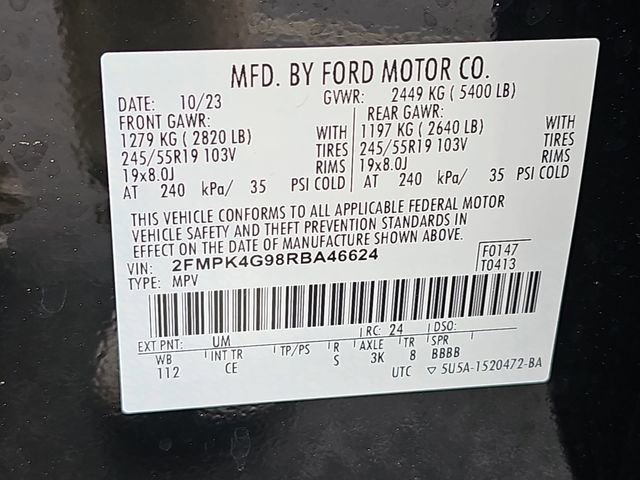 MFD. BY FORD MOTOR CO.
DATE: 10/23 GVWR: 2449 KG ( 5400 LB)
FRONT GAWR: REAR GAWR:
1279 KG ( 2820 LB) WITH 1197 KG ( 2640 LB) WITH
245/55R19 103V TIRES 245/55R19 103V TIRES
19x8.0J RIMS 19x8.0J RIMS
AT 240 kPa/ 35 PSI COLD AT 240 kPa/ 35 PSI COLD
THIS VEHICLE CONFORMS TO ALL APPLICABLE FEDERAL MOTOR
VEHICLE SAFETY AND THEFT PREVENTION STANDARDS IN
EFFECT ON THE DATE OF MANUFACTURE SHOWN ABOVE.
VIN: 2FMPK4G98RBA46624 F0147
TYPE: MPV T0413
EXT PNT: UM RC: 24 DSO:
WB INT TR TP/PS R AXLE TR SPR
112 CE S 3K 8 BBBB
UTC ▽ 5U5A-1520472-BA